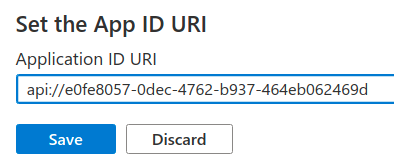 Set the App ID URI
Application ID URI
api://e0fe8057-0dec-4762-b937-464eb062469d
Save Discard